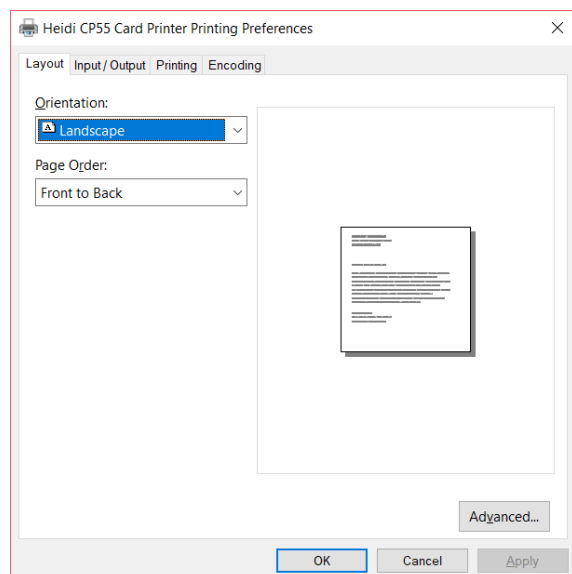 Heidi CP55 Card Printer Printing Preferences
Layout Input / Output Printing Encoding
Orientation:
Landscape
Page Order:
Front to Back
Advanced...
OK Cancel Apply